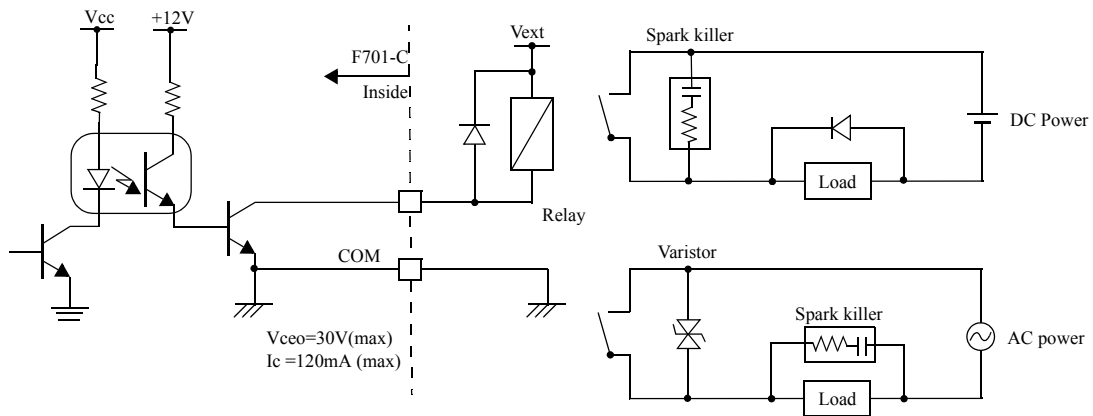 Vcc
+12V
F701-C
Inside
Vext
Relay
COM
Vceo=30V(max)
Ic =120mA (max)
Spark killer
DC Power
Load
Varistor
Spark killer
AC power
Load